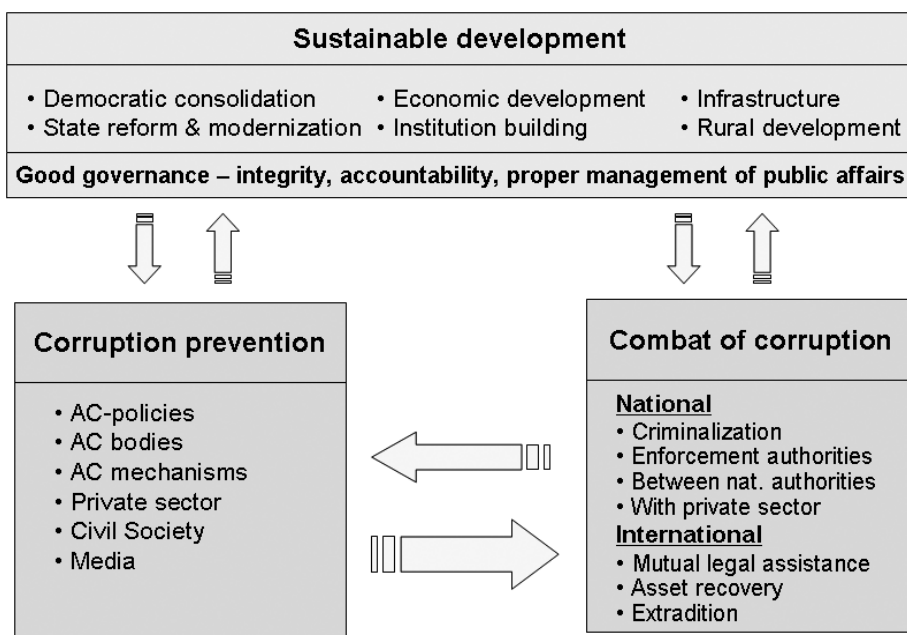 Sustainable development
• Democratic consolidation • Economic development • Infrastructure
• State reform & modernization • Institution building • Rural development
Good governance – integrity, accountability, proper management of public affairs
Corruption prevention
• AC-policies
• AC bodies
• AC mechanisms
• Private sector
• Civil Society
• Media
Combat of corruption
National
• Criminalization
• Enforcement authorities
• Between nat. authorities
• With private sector
International
• Mutual legal assistance
• Asset recovery
• Extradition